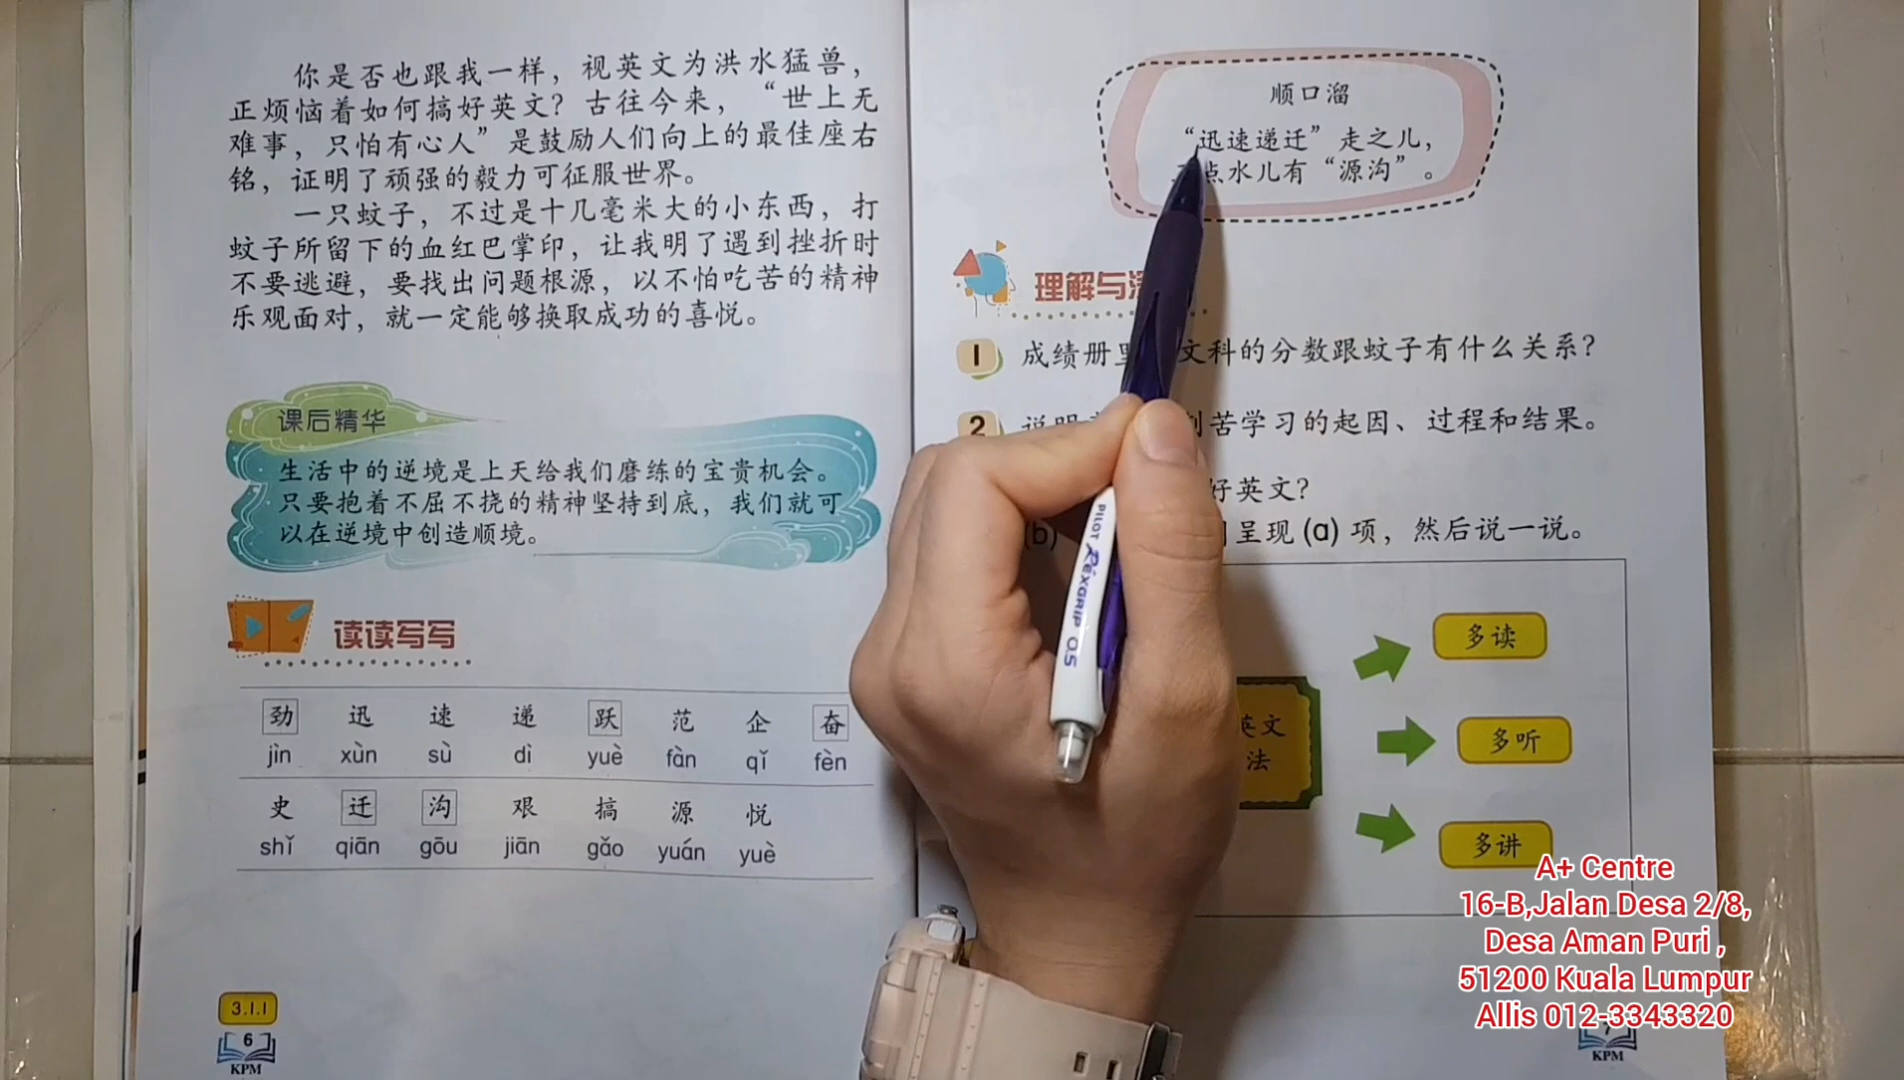 你是否也跟我一样，视英文为洪水猛兽，
正烦恼着如何搞好英文？古往今来，“世上无
难事，只怕有心人”是鼓励人们向上的最佳座右
铭，证明了顽强的毅力可征服世界。
一只蚊子，不过是十几毫米大的小东西，打
蚊子所留下的血红巴掌印，让我明了遇到挫折时
不要逃避，要找出问题根源，以不怕吃苦的精神
乐观面对，就一定能够换取成功的喜悦。
课后精华
生活中的逆境是上天给我们磨练的宝贵机会。
只要抱着不屈不挠的精神坚持到底，我们就可
以在逆境中创造顺境。
读读写写
劲 迅 速 递 跃 范 企 奋
jìn xùn sù dì yuè fàn qǐ fèn
史 迁 沟 艰 搞 源 悦
shǐ qiān gōu jiān gǎo yuán yuè
3.1.1
6
KPM
顺口溜
“迅速递迁”走之儿，
点水儿有“源沟”。
理解与
1 成绩册里 文科的分数跟蚊子有什么关系？
2 说明 刻苦学习的起因、过程和结果。
好英文？
(b) 呈现(a)项，然后说一说。
英文
法
多读
多听
多讲
PILOT RÉXGRIP 0.5
A+ Centre
16-B,Jalan Desa 2/8,
Desa Aman Puri ,
51200 Kuala Lumpur
Allis 012-3343320
7
KPM